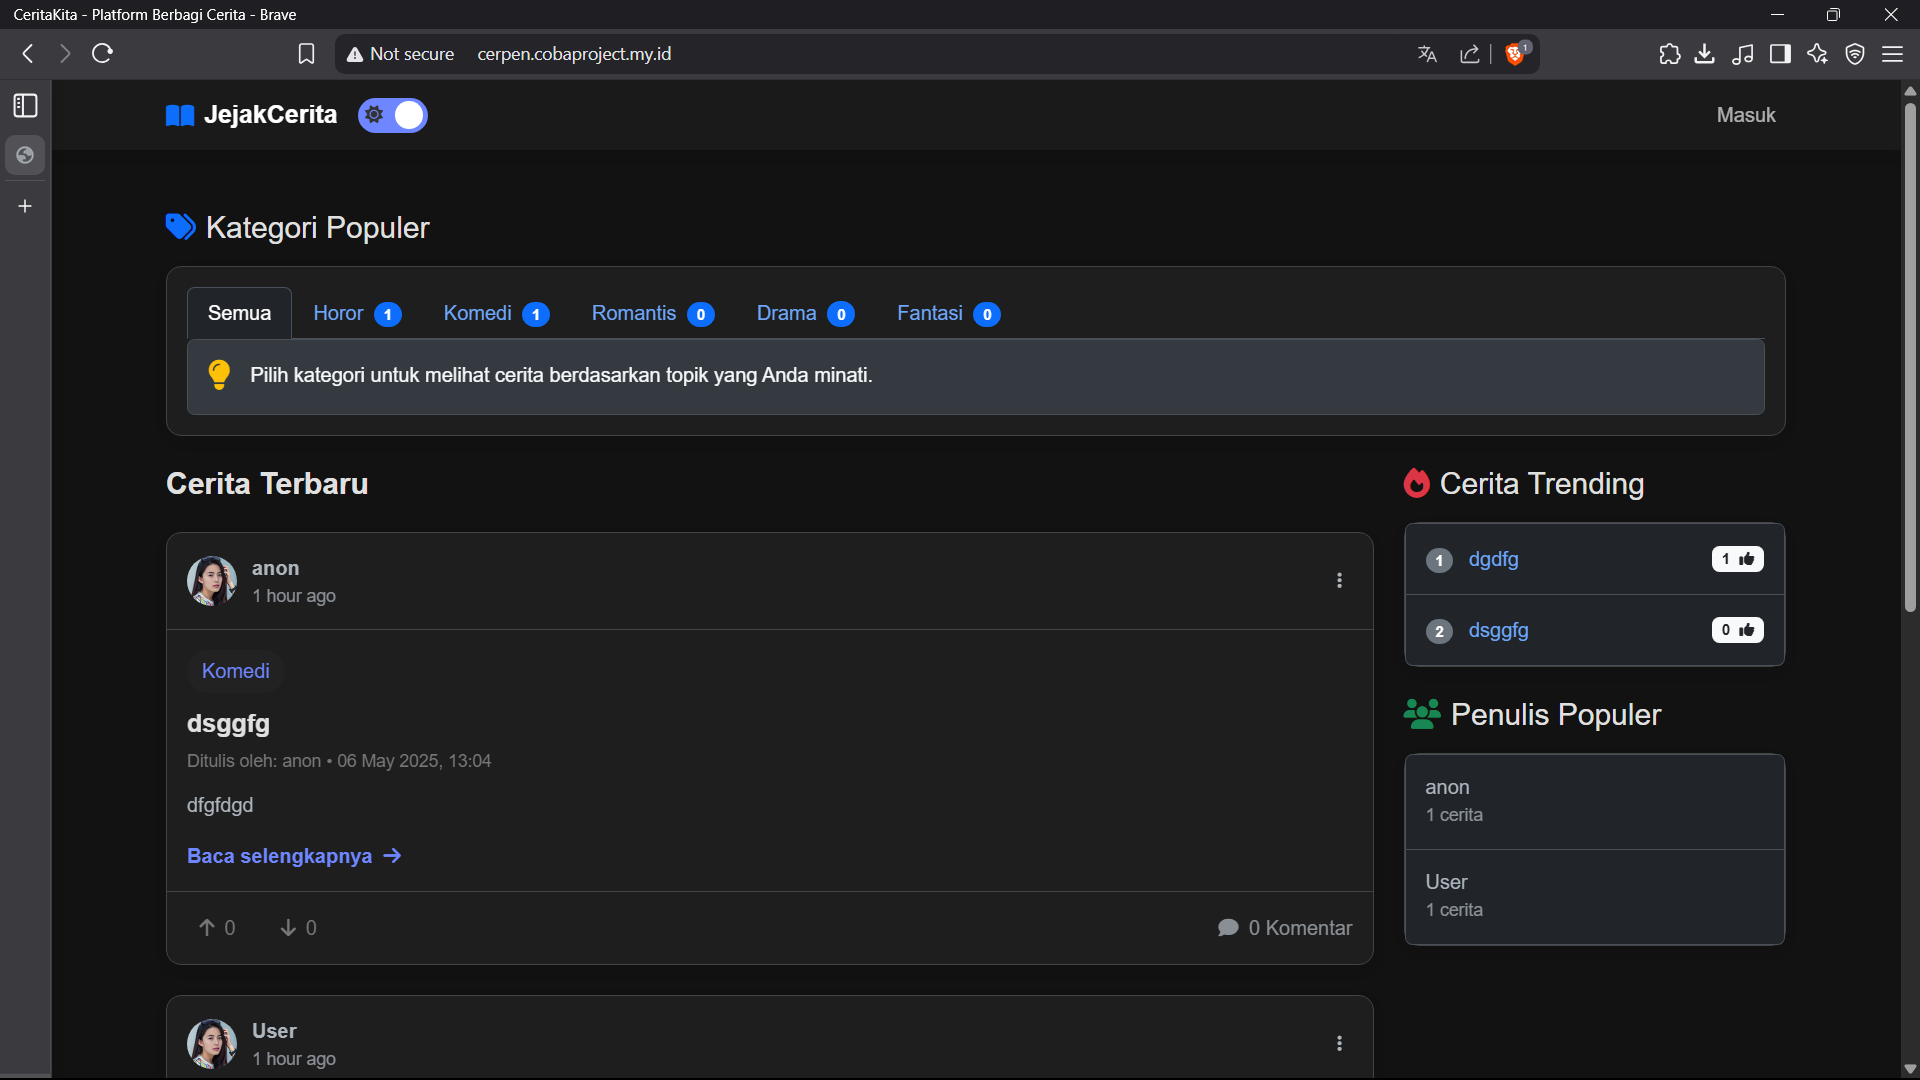 CeritaKita - Platform Berbagi Cerita - Brave
Not secure cerpen.cobaproject.my.id
1
JejakCerita
Masuk
Kategori Populer
Semua Horor 1 Komedi 1 Romantis 0 Drama 0 Fantasi 0
Pilih kategori untuk melihat cerita berdasarkan topik yang Anda minati.
Cerita Terbaru
anon
1 hour ago
Komedi
dsggfg
Ditulis oleh: anon • 06 May 2025, 13:04
dfgfdgd
Baca selengkapnya →
0 0 0 Komentar
User
1 hour ago
Cerita Trending
1 dgdfg 1
2 dsggfg 0
Penulis Populer
anon
1 cerita
User
1 cerita